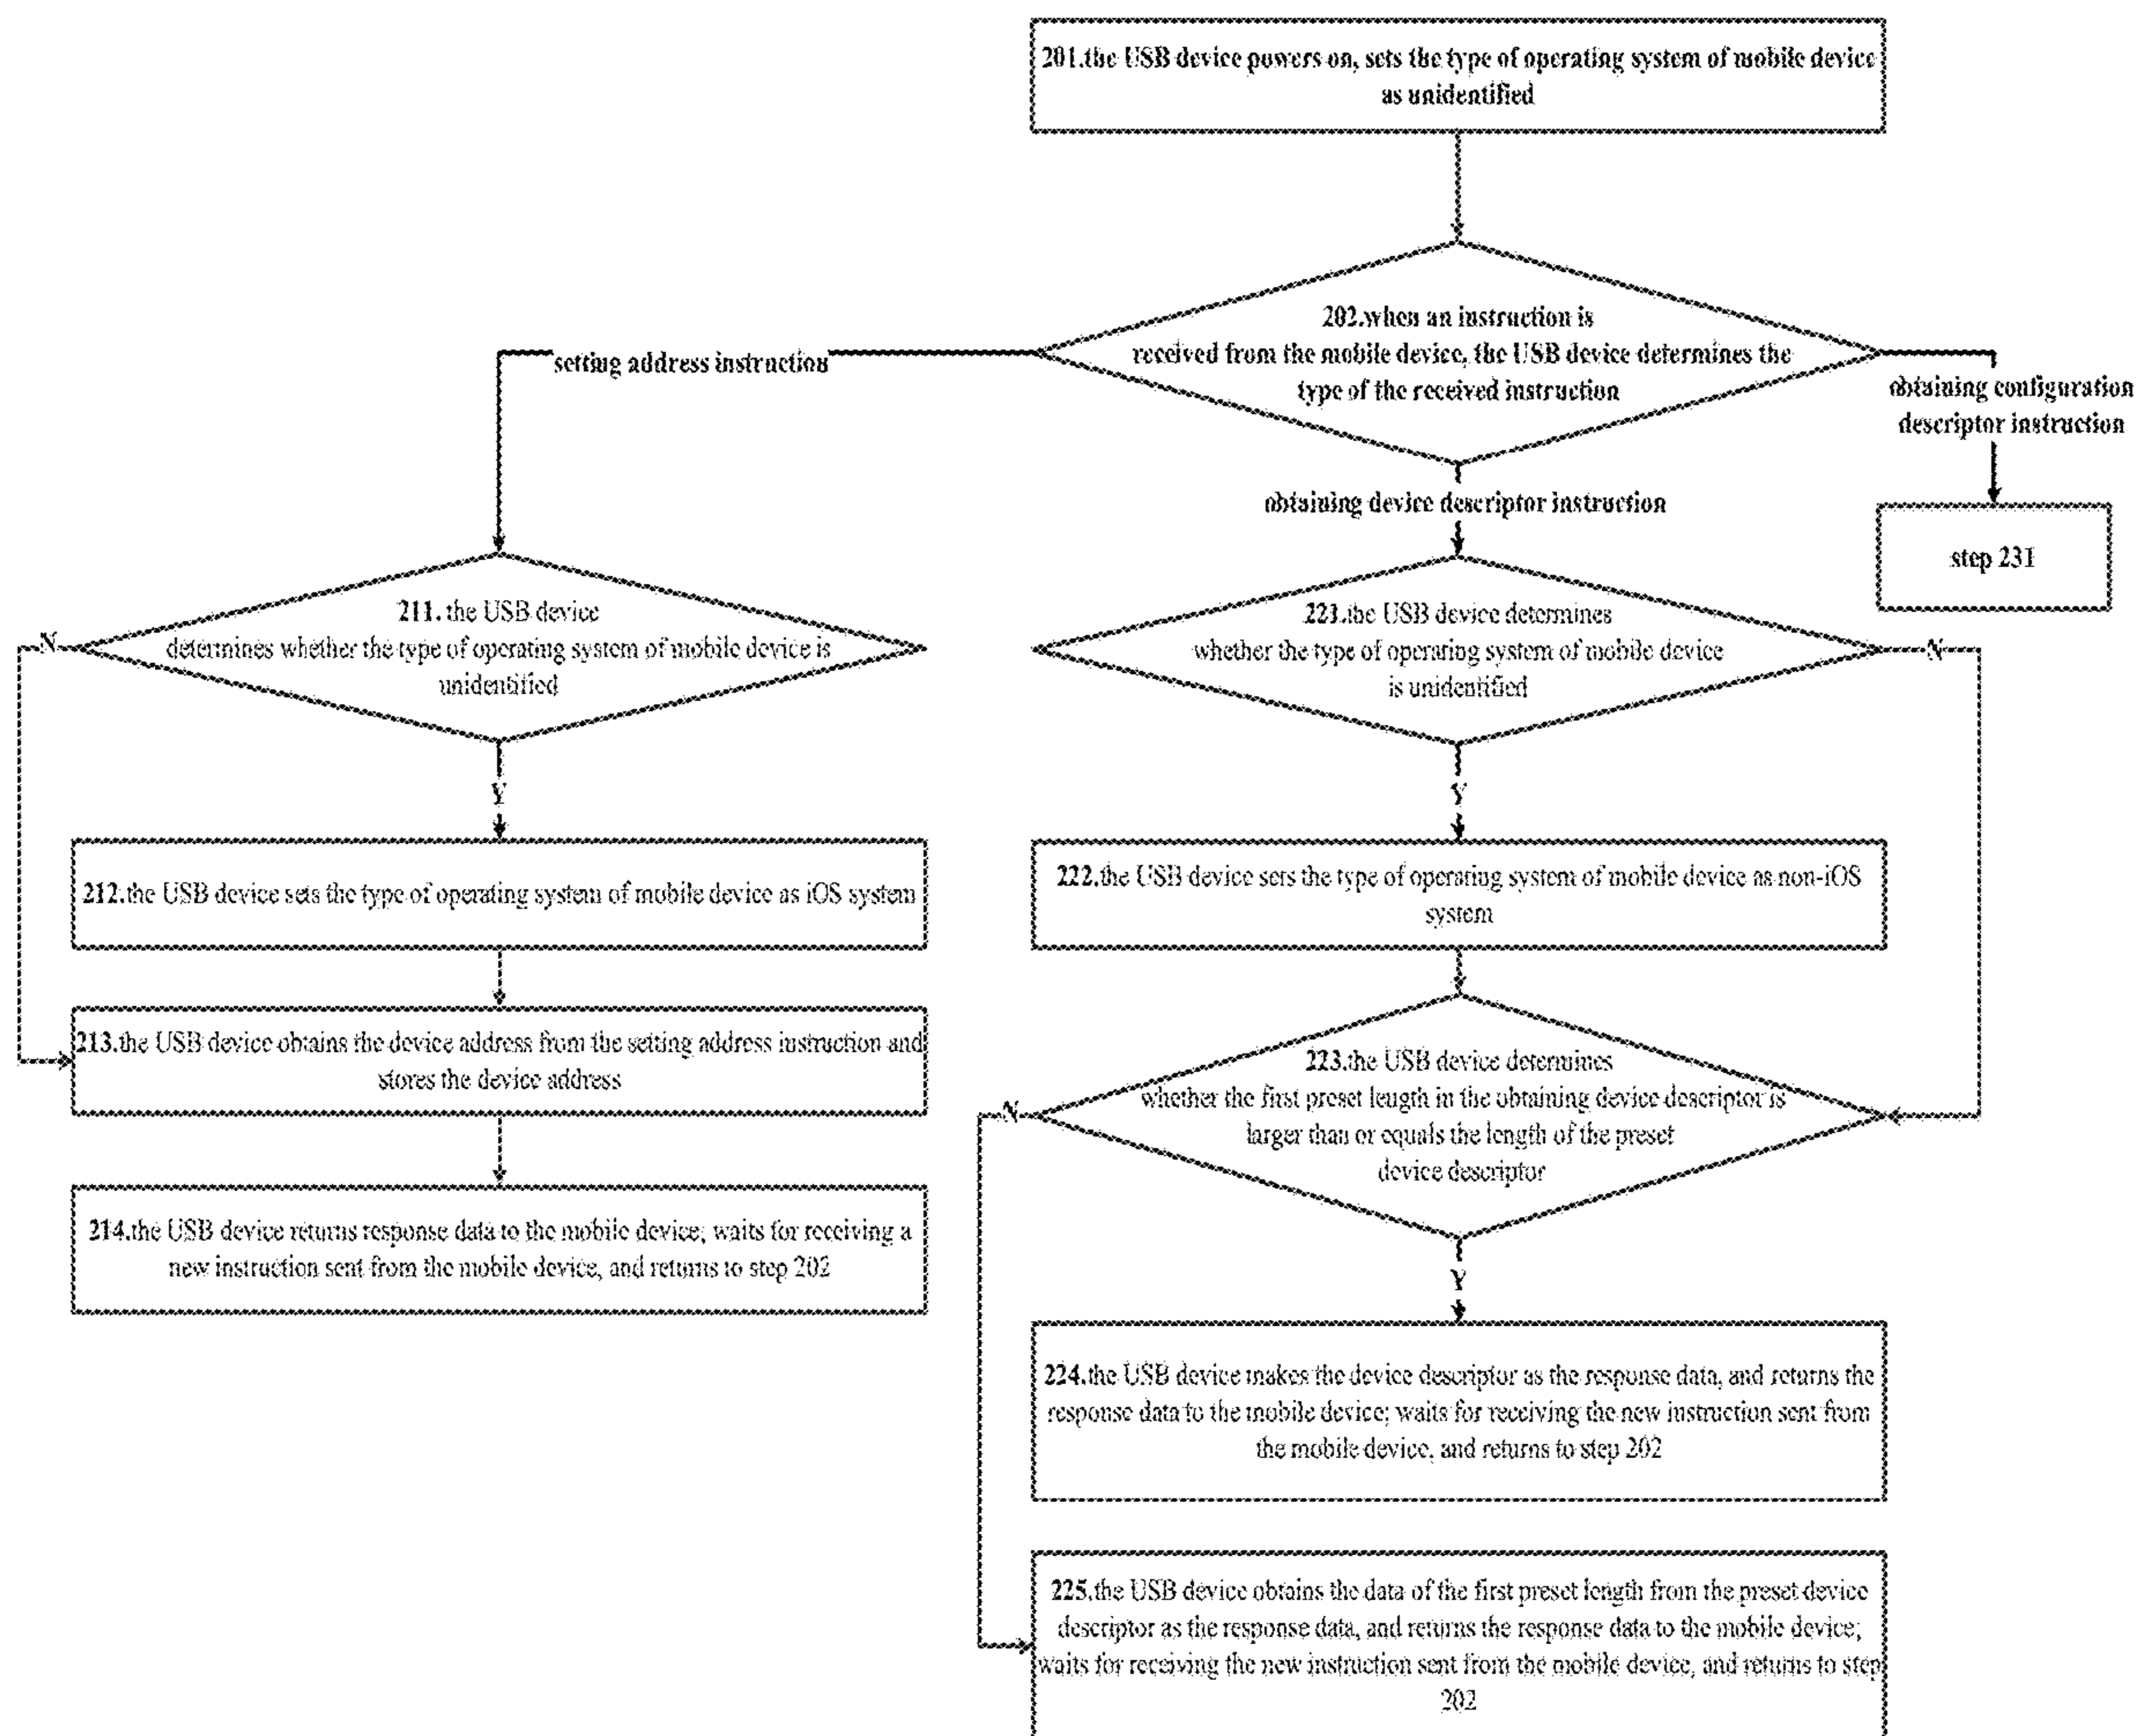 201.the USB device powers on, sets the type of operating system of mobile device
as unidentified
202.when an instruction is
received from the mobile device, the USB device determines the
type of the received instruction
setting address instruction
obtaining configuration
descriptor instruction
obtaining device descriptor instruction
step 231
211. the USB device
determines whether the type of operating system of mobile device is
unidentified
N
Y
221.the USB device determines
whether the type of operating system of mobile device
is unidentified
N
Y
212.the USB device sets the type of operating system of mobile device as iOS system
222.the USB device sets the type of operating system of mobile device as non-iOS
system
213.the USB device obtains the device address from the setting address instruction and
stores the device address
223.the USB device determines
whether the first preset length in the obtaining device descriptor is
larger than or equals the length of the preset
device descriptor
N
Y
214.the USB device returns response data to the mobile device; waits for receiving a
new instruction sent from the mobile device, and returns to step 202
224.the USB device makes the device descriptor as the response data, and returns the
response data to the mobile device; waits for receiving the new instruction sent from
the mobile device, and returns to step 202
225.the USB device obtains the data of the first preset length from the preset device
descriptor as the response data, and returns the response data to the mobile device;
waits for receiving the new instruction sent from the mobile device, and returns to step
202